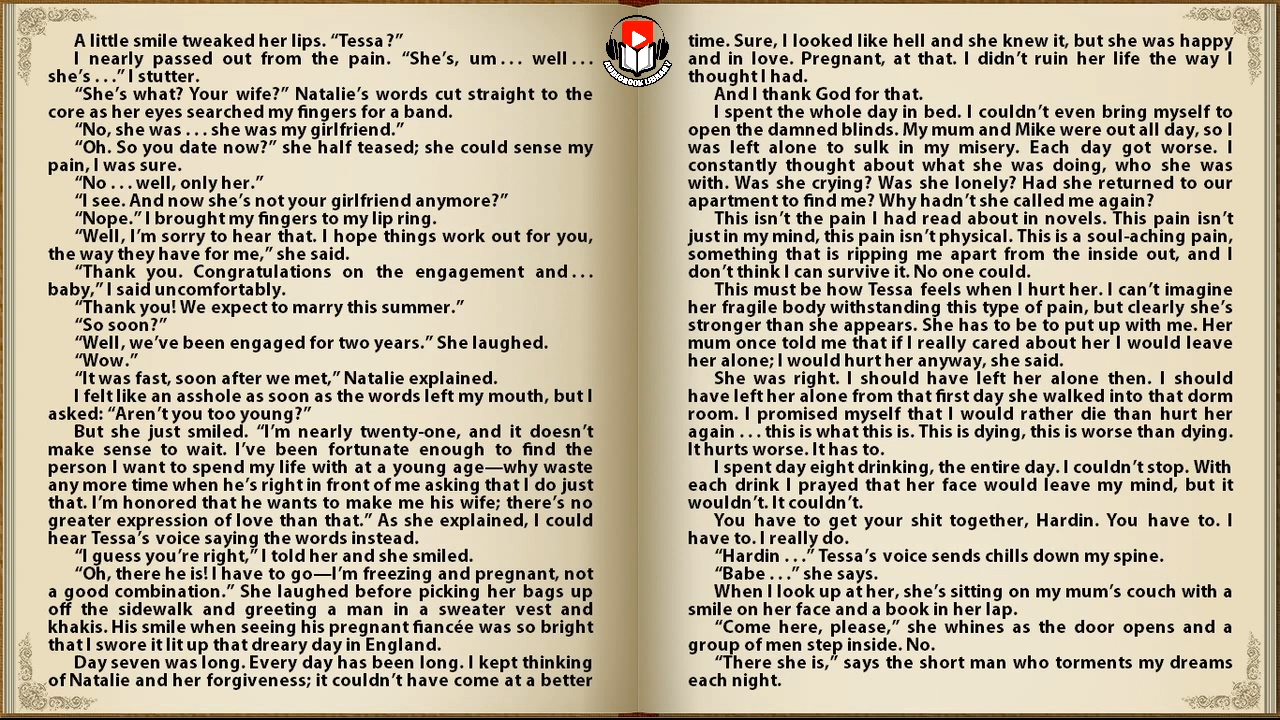 A little smile tweaked her lips. “Tessa?”
I nearly passed out from the pain. “She’s, um . . . well . . .
she’s . . .” I stutter.
“She’s what? Your wife?” Natalie’s words cut straight to the
core as her eyes searched my fingers for a band.
“No, she was . . . she was my girlfriend.”
“Oh. So you date now?” she half teased; she could sense my
pain, I was sure.
“No . . . well, only her.”
“I see. And now she’s not your girlfriend anymore?”
“Nope.” I brought my fingers to my lip ring.
“Well, I’m sorry to hear that. I hope things work out for you,
the way they have for me,” she said.
“Thank you. Congratulations on the engagement and . . .
baby,” I said uncomfortably.
“Thank you! We expect to marry this summer.”
“So soon?”
“Well, we’ve been engaged for two years.” She laughed.
“Wow.”
“It was fast, soon after we met,” Natalie explained.
I felt like an asshole as soon as the words left my mouth, but I
asked: “Aren’t you too young?”
But she just smiled. “I’m nearly twenty-one, and it doesn’t
make sense to wait. I’ve been fortunate enough to find the
person I want to spend my life with at a young age—why waste
any more time when he’s right in front of me asking that I do just
that. I’m honored that he wants to make me his wife; there’s no
greater expression of love than that.” As she explained, I could
hear Tessa’s voice saying the words instead.
“I guess you’re right,” I told her and she smiled.
“Oh, there he is! I have to go—I’m freezing and pregnant, not
a good combination.” She laughed before picking her bags up
off the sidewalk and greeting a man in a sweater vest and
khakis. His smile when seeing his pregnant fiancée was so bright
that I swore it lit up that dreary day in England.
Day seven was long. Every day has been long. I kept thinking
of Natalie and her forgiveness; it couldn’t have come at a better
AUDIOBOOK LIBRARY
time. Sure, I looked like hell and she knew it, but she was happy
and in love. Pregnant, at that. I didn’t ruin her life the way I
thought I had.
And I thank God for that.
I spent the whole day in bed. I couldn’t even bring myself to
open the damned blinds. My mum and Mike were out all day, so I
was left alone to sulk in my misery. Each day got worse. I
constantly thought about what she was doing, who she was
with. Was she crying? Was she lonely? Had she returned to our
apartment to find me? Why hadn’t she called me again?
This isn’t the pain I had read about in novels. This pain isn’t
just in my mind, this pain isn’t physical. This is a soul-aching pain,
something that is ripping me apart from the inside out, and I
don’t think I can survive it. No one could.
This must be how Tessa feels when I hurt her. I can’t imagine
her fragile body withstanding this type of pain, but clearly she’s
stronger than she appears. She has to be to put up with me. Her
mum once told me that if I really cared about her I would leave
her alone; I would hurt her anyway, she said.
She was right. I should have left her alone then. I should
have left her alone from that first day she walked into that dorm
room. I promised myself that I would rather die than hurt her
again . . . this is what this is. This is dying, this is worse than dying.
It hurts worse. It has to.
I spent day eight drinking, the entire day. I couldn’t stop. With
each drink I prayed that her face would leave my mind, but it
wouldn’t. It couldn’t.
You have to get your shit together, Hardin. You have to. I
have to. I really do.
“Hardin . . .” Tessa’s voice sends chills down my spine.
“Babe . . .” she says.
When I look up at her, she’s sitting on my mum’s couch with a
smile on her face and a book in her lap.
“Come here, please,” she whines as the door opens and a
group of men step inside. No.
“There she is,” says the short man who torments my dreams
each night.